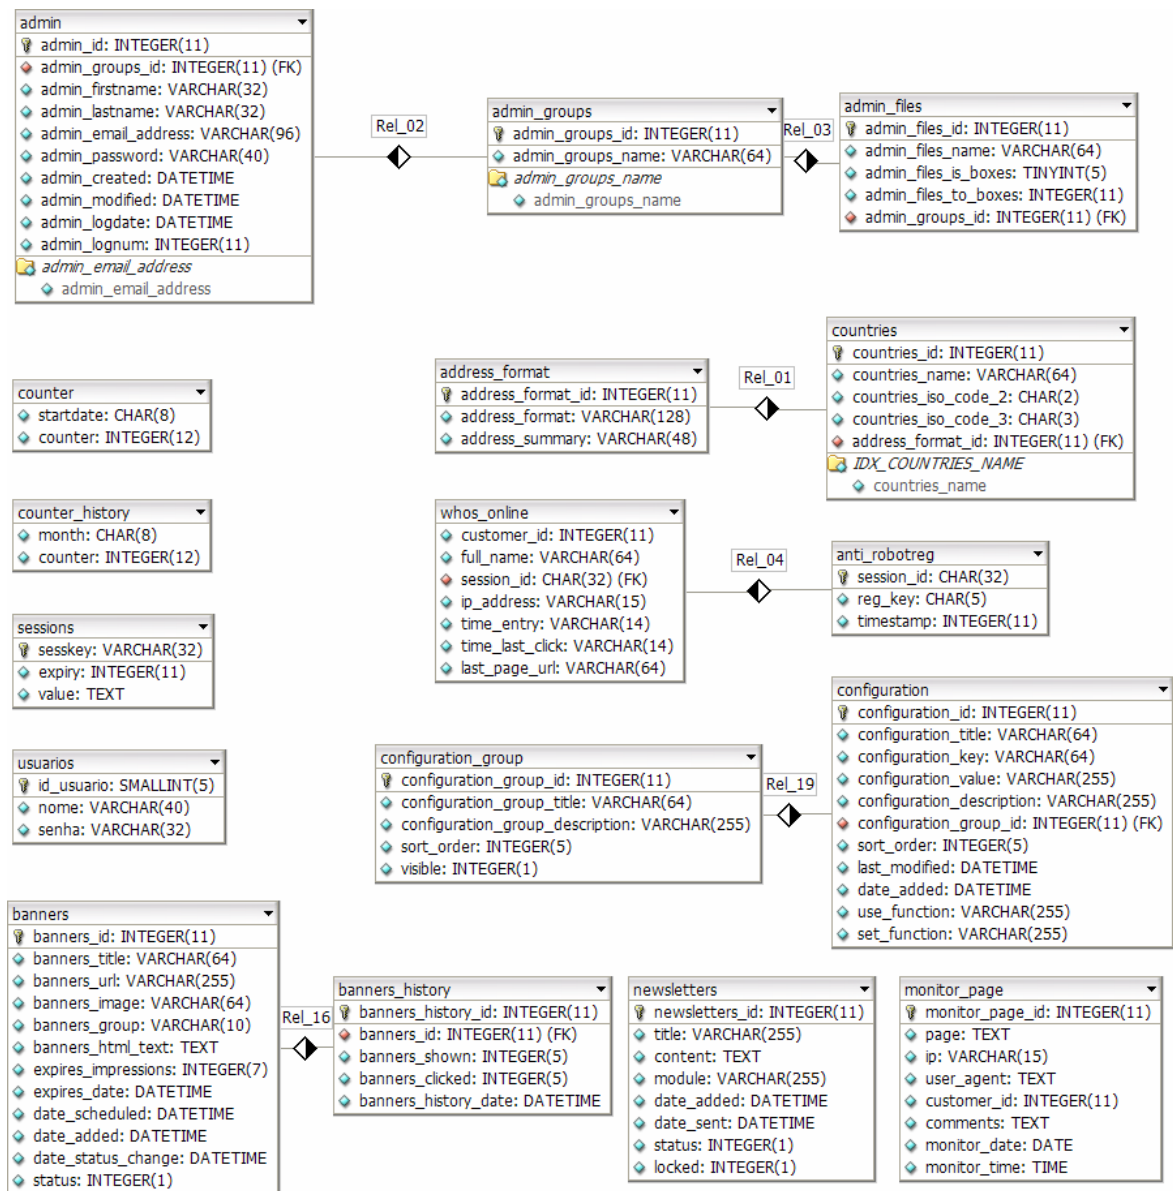 admin
admin_id: INTEGER(11)
admin_groups_id: INTEGER(11) (FK)
admin_firstname: VARCHAR(32)
admin_lastname: VARCHAR(32)
admin_email_address: VARCHAR(96)
admin_password: VARCHAR(40)
admin_created: DATETIME
admin_modified: DATETIME
admin_logdate: DATETIME
admin_lognum: INTEGER(11)
admin_email_address
admin_email_address
Rel_02
admin_groups
admin_groups_id: INTEGER(11)
admin_groups_name: VARCHAR(64)
admin_groups_name
admin_groups_name
Rel_03
admin_files
admin_files_id: INTEGER(11)
admin_files_name: VARCHAR(64)
admin_files_is_boxes: TINYINT(5)
admin_files_to_boxes: INTEGER(11)
admin_groups_id: INTEGER(11) (FK)
counter
startdate: CHAR(8)
counter: INTEGER(12)
address_format
address_format_id: INTEGER(11)
address_format: VARCHAR(128)
address_summary: VARCHAR(48)
Rel_01
countries
countries_id: INTEGER(11)
countries_name: VARCHAR(64)
countries_iso_code_2: CHAR(2)
countries_iso_code_3: CHAR(3)
address_format_id: INTEGER(11) (FK)
IDX_COUNTRIES_NAME
countries_name
counter_history
month: CHAR(8)
counter: INTEGER(12)
whos_online
customer_id: INTEGER(11)
full_name: VARCHAR(64)
session_id: CHAR(32) (FK)
ip_address: VARCHAR(15)
time_entry: VARCHAR(14)
time_last_click: VARCHAR(14)
last_page_url: VARCHAR(64)
Rel_04
anti_robotreg
session_id: CHAR(32)
reg_key: CHAR(5)
timestamp: INTEGER(11)
sessions
sesskey: VARCHAR(32)
expiry: INTEGER(11)
value: TEXT
usuarios
id_usuario: SMALLINT(5)
nome: VARCHAR(40)
senha: VARCHAR(32)
configuration_group
configuration_group_id: INTEGER(11)
configuration_group_title: VARCHAR(64)
configuration_group_description: VARCHAR(255)
sort_order: INTEGER(5)
visible: INTEGER(1)
Rel_19
configuration
configuration_id: INTEGER(11)
configuration_title: VARCHAR(64)
configuration_key: VARCHAR(64)
configuration_value: VARCHAR(255)
configuration_description: VARCHAR(255)
configuration_group_id: INTEGER(11) (FK)
sort_order: INTEGER(5)
last_modified: DATETIME
date_added: DATETIME
use_function: VARCHAR(255)
set_function: VARCHAR(255)
banners
banners_id: INTEGER(11)
banners_title: VARCHAR(64)
banners_url: VARCHAR(255)
banners_image: VARCHAR(64)
banners_group: VARCHAR(10)
banners_html_text: TEXT
expires_impressions: INTEGER(7)
expires_date: DATETIME
date_scheduled: DATETIME
date_added: DATETIME
date_status_change: DATETIME
status: INTEGER(1)
Rel_16
banners_history
banners_history_id: INTEGER(11)
banners_id: INTEGER(11) (FK)
banners_shown: INTEGER(5)
banners_clicked: INTEGER(5)
banners_history_date: DATETIME
newsletters
newsletters_id: INTEGER(11)
title: VARCHAR(255)
content: TEXT
module: VARCHAR(255)
date_added: DATETIME
date_sent: DATETIME
status: INTEGER(1)
locked: INTEGER(1)
monitor_page
monitor_page_id: INTEGER(11)
page: TEXT
ip: VARCHAR(15)
user_agent: TEXT
customer_id: INTEGER(11)
comments: TEXT
monitor_date: DATE
monitor_time: TIME